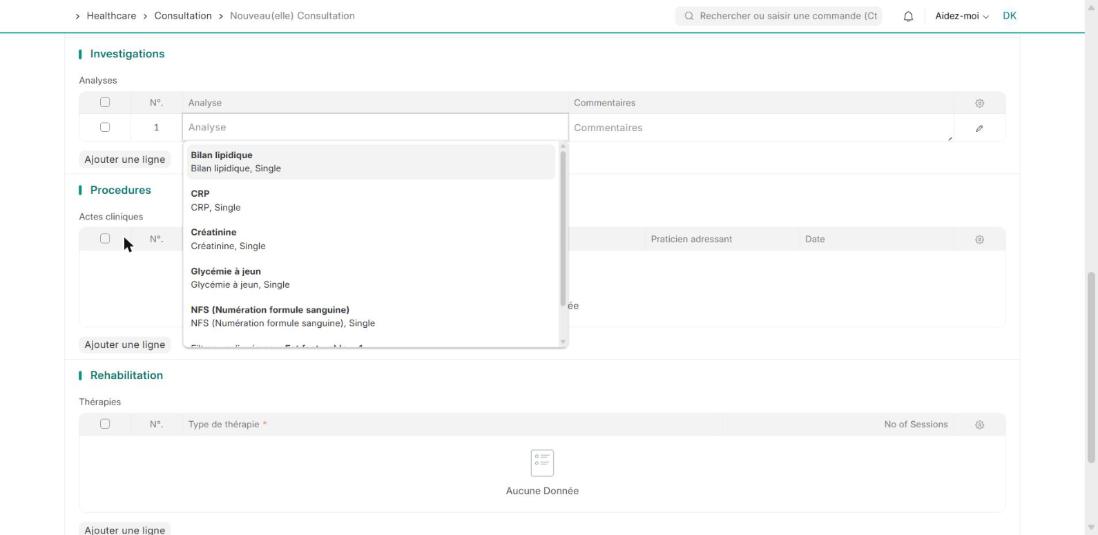 Healthcare > Consultation > Nouveau(elle) Consultation
Rechercher ou saisir une commande (Ct
Aidez-moi
DK
Investigations
Analyses
N°. Analyse Commentaires
1 Analyse Commentaires
Bilan lipidique
Bilan lipidique, Single
CRP
CRP, Single
Créatinine
Créatinine, Single
Glycémie à jeun
Glycémie à jeun, Single
NFS (Numération formule sanguine)
NFS (Numération formule sanguine), Single
Ajouter une ligne
Procedures
Actes cliniques
N°. Praticien adressant Date
ée
Ajouter une ligne
Rehabilitation
Thérapies
N°. Type de thérapie * No of Sessions
Aucune Donnée
Ajouter une ligne